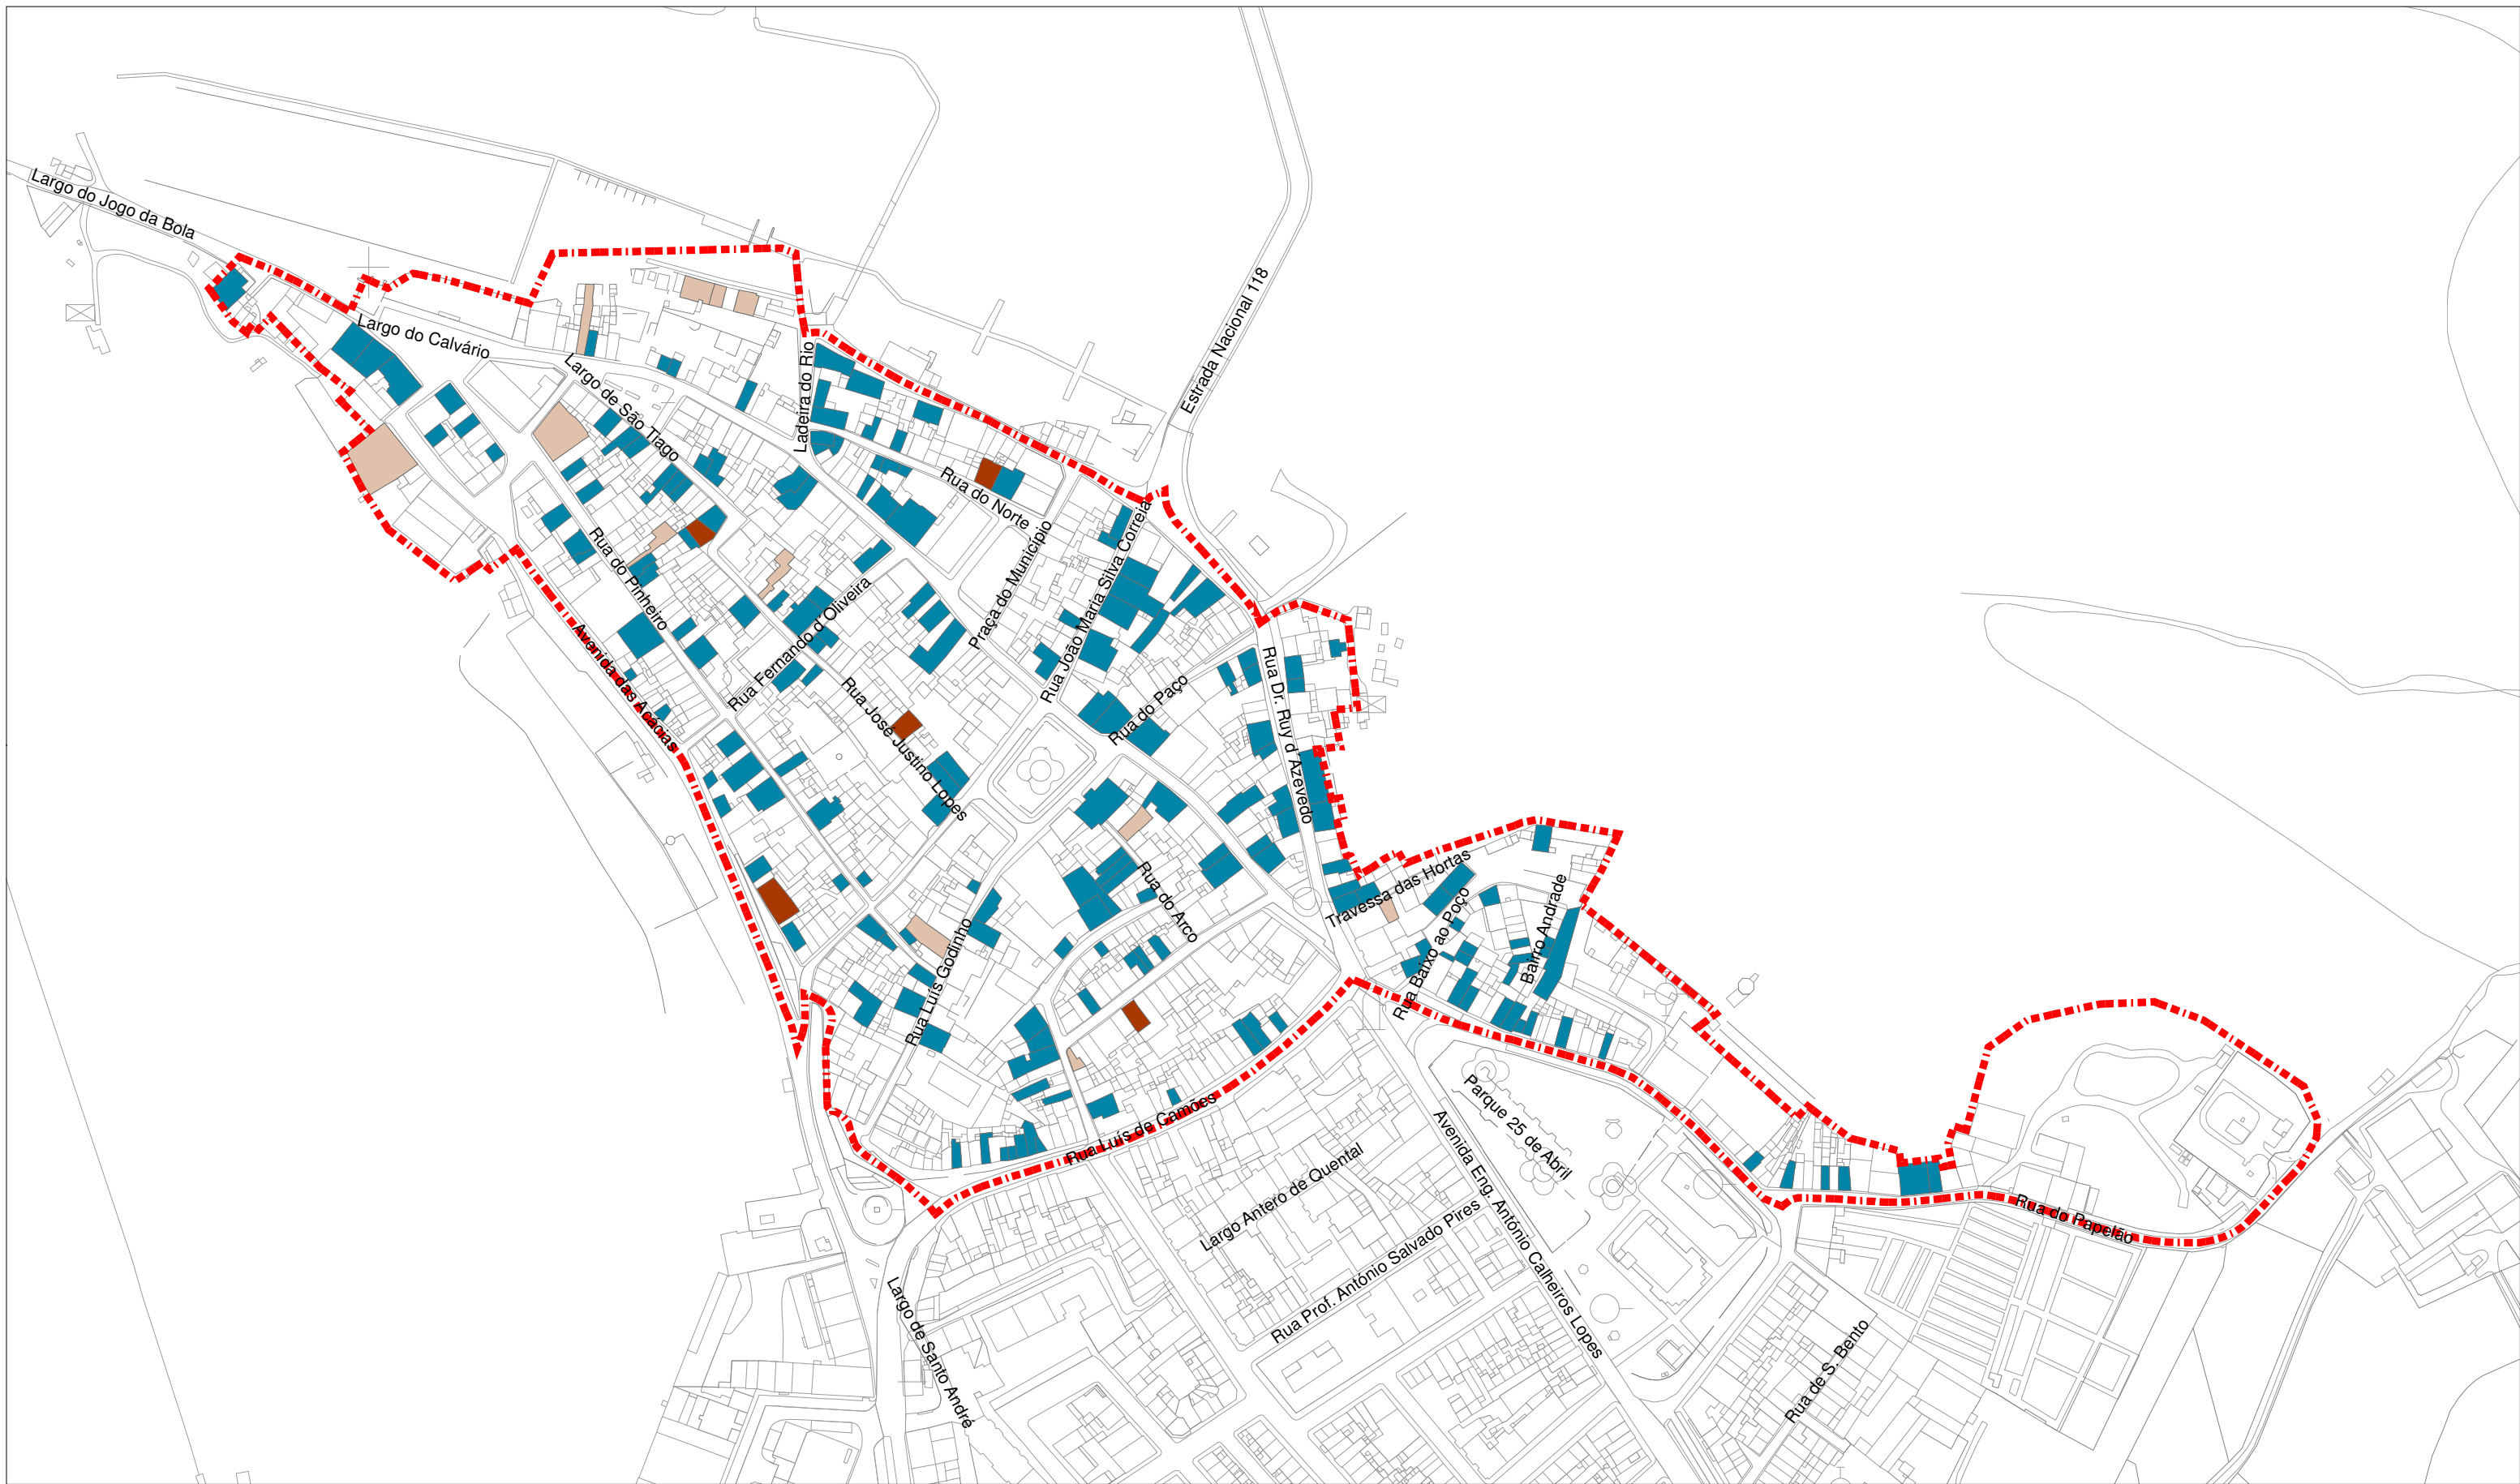 Largo do Jogo da Bola
Largo do Calvário
Estrada Nacional 118
Ladeira do Rio
Largo de São Tiago
Rua do Norte
Praça do Município
Rua João Maria Silva Correia
Rua do Pinheiro
Rua Fernando d´Oliveira
Avenida das Acácias
Rua José Justino Lopes
Rua do Paço
Rua Dr. Ruy d´Azevedo
Travessa das Hortas
Rua do Arco
Rua Baixo ao Poço
Bairro Andrade
Rua Luís Godinho
Rua Luís de Camões
Parque 25 de Abril
Avenida Eng. António Calheiros Lopes
Largo Antero de Quental
Rua Prof. António Salvado Pires
Rua do Papelão
Largo de Santo André
Rua de S. Bento